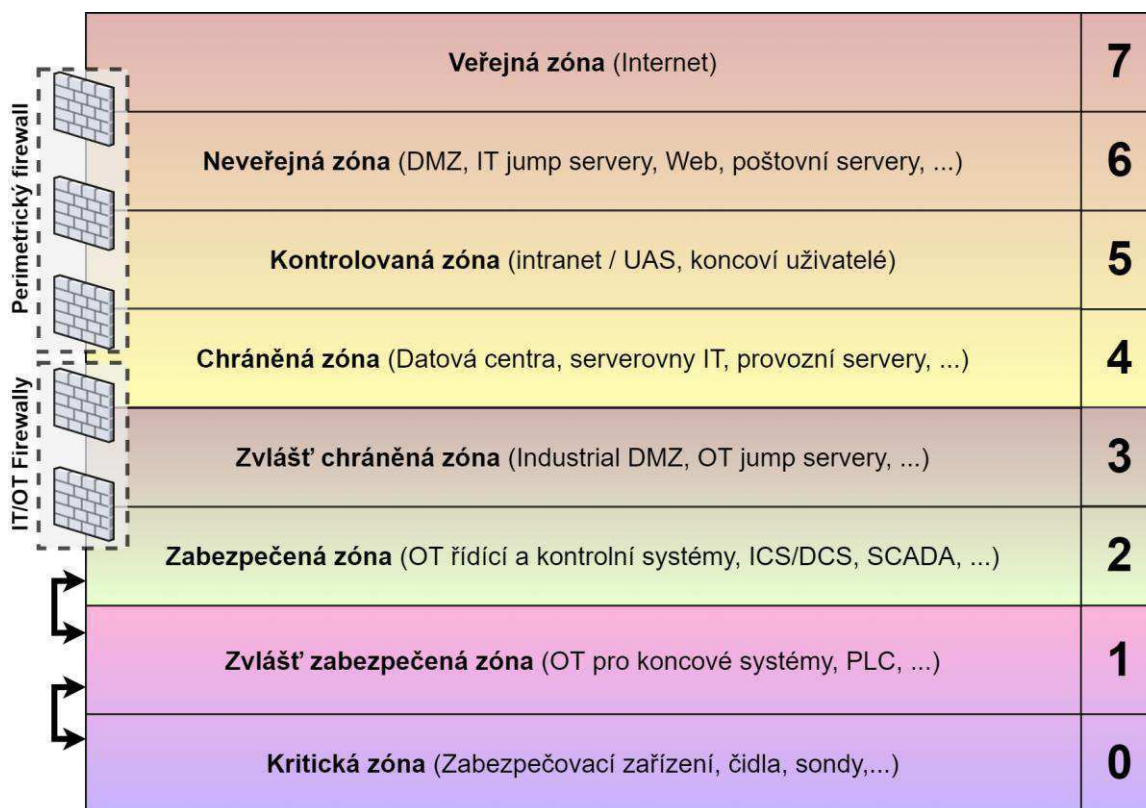 Veřejná zóna (Internet) 7
Neveřejná zóna (DMZ, IT jump servery, Web, poštovní servery, ...) 6
Kontrolovaná zóna (intranet / UAS, koncoví uživatelé) 5
Chráněná zóna (Datová centra, serverovny IT, provozní servery, ...) 4
Zvlášť chráněná zóna (Industrial DMZ, OT jump servery, ...) 3
Zabezpečená zóna (OT řídící a kontrolní systémy, ICS/DCS, SCADA, ...) 2
Zvlášť zabezpečená zóna (OT pro koncové systémy, PLC, ...) 1
Kritická zóna (Zabezpečovací zařízení, čidla, sondy,...) 0
Perimetrický firewall
IT/OT Firewally